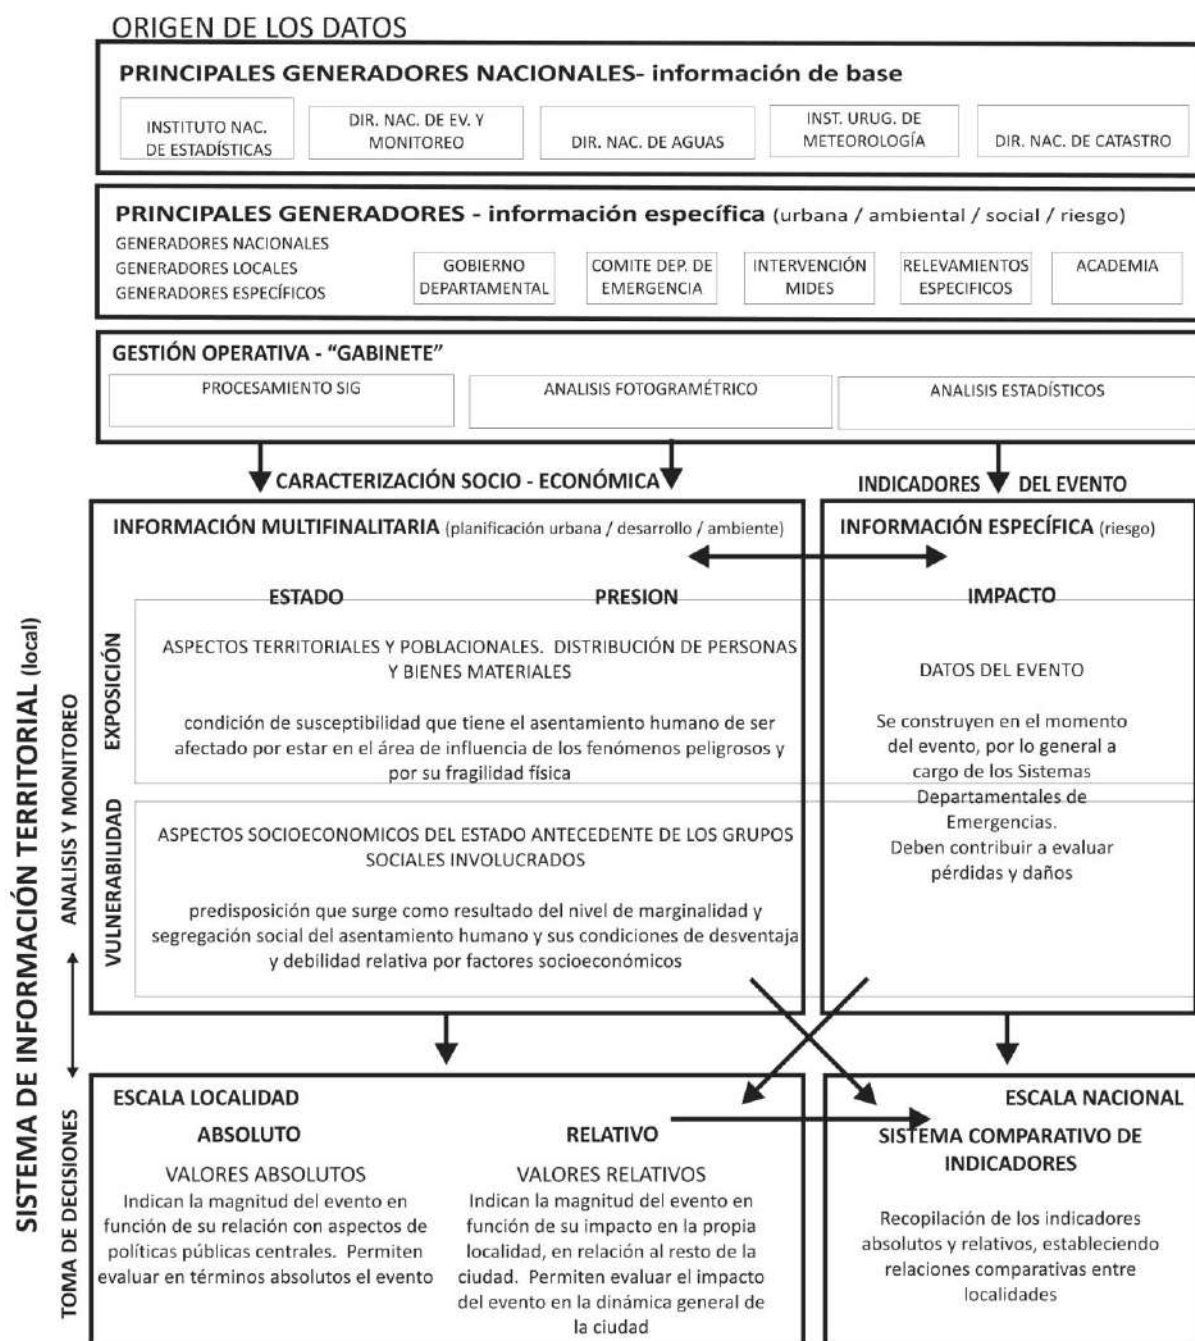 ORIGEN DE LOS DATOS
PRINCIPALES GENERADORES NACIONALES- información de base
INSTITUTO NAC.
DE ESTADÍSTICAS
DIR. NAC. DE EV. Y
MONITOREO
DIR. NAC. DE AGUAS
INST. URUG. DE
METEOROLOGÍA
DIR. NAC. DE CATASTRO
PRINCIPALES GENERADORES - información específica (urbana / ambiental / social / riesgo)
GENERADORES NACIONALES
GENERADORES LOCALES
GENERADORES ESPECÍFICOS
GOBIERNO
DEPARTAMENTAL
COMITE DEP. DE
EMERGENCIA
INTERVENCIÓN
MIDES
RELEVAMIENTOS
ESPECIFICOS
ACADEMIA
GESTIÓN OPERATIVA - “GABINETE”
PROCESAMIENTO SIG
ANALISIS FOTOGRAMÉTRICO
ANALISIS ESTADÍSTICOS
CARACTERIZACIÓN SOCIO - ECONÓMICA
INDICADORES DEL EVENTO
SISTEMA DE INFORMACIÓN TERRITORIAL (local)
ANALISIS Y MONITOREO
INFORMACIÓN MULTIFINALITARIA (planificación urbana / desarrollo / ambiente)
ESTADO
PRESION
EXPOSICIÓN
ASPECTOS TERRITORIALES Y POBLACIONALES. DISTRIBUCIÓN DE PERSONAS
Y BIENES MATERIALES
condición de susceptibilidad que tiene el asentamiento humano de ser
afectado por estar en el área de influencia de los fenómenos peligrosos y
por su fragilidad física
VULNERABILIDAD
ASPECTOS SOCIOECONOMICOS DEL ESTADO ANTECEDENTE DE LOS GRUPOS
SOCIALES INVOLUCRADOS
predisposición que surge como resultado del nivel de marginalidad y
segregación social del asentamiento humano y sus condiciones de desventaja
y debilidad relativa por factores socioeconómicos
INFORMACIÓN ESPECÍFICA (riesgo)
IMPACTO
DATOS DEL EVENTO
Se construyen en el momento
del evento, por lo general a
cargo de los Sistemas
Departamentales de
Emergencias.
Deben contribuir a evaluar
pérdidas y daños
TOMA DE DECISIONES
ESCALA LOCALIDAD
ABSOLUTO
VALORES ABSOLUTOS
Indican la magnitud del evento en
función de su relación con aspectos de
políticas públicas centrales. Permiten
evaluar en términos absolutos el evento
RELATIVO
VALORES RELATIVOS
Indican la magnitud del evento en
función de su impacto en la propia
localidad, en relación al resto de la
ciudad. Permiten evaluar el impacto
del evento en la dinámica general de
la ciudad
ESCALA NACIONAL
SISTEMA COMPARATIVO DE
INDICADORES
Recopilación de los indicadores
absolutos y relativos, estableciendo
relaciones comparativas entre
localidades